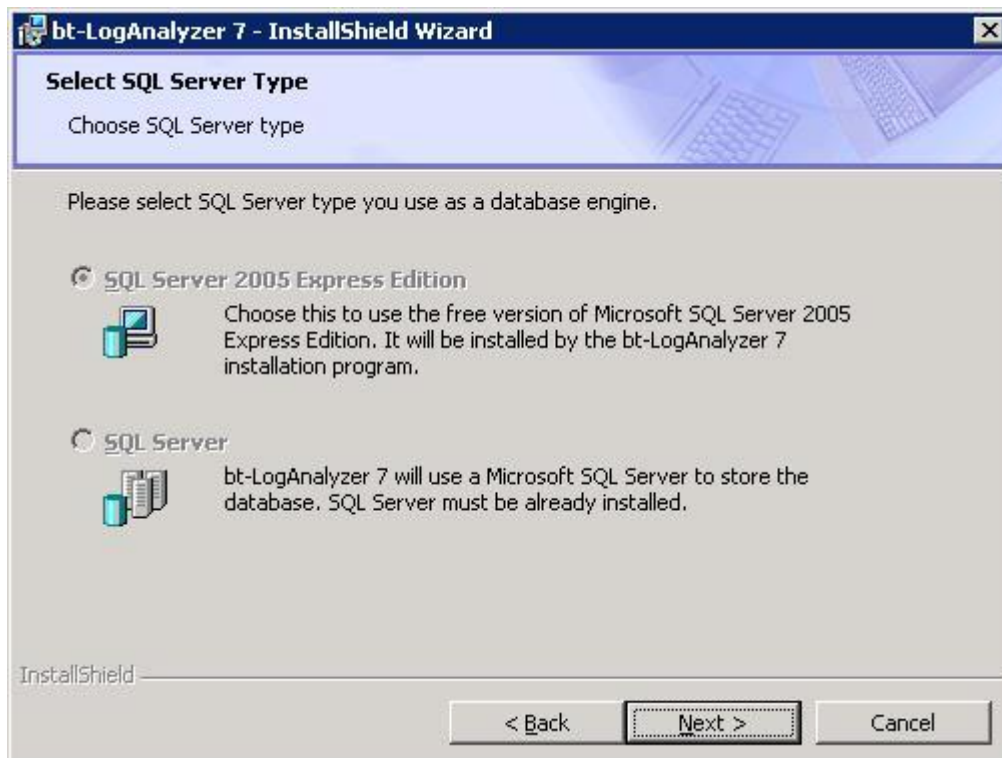 bt-LogAnalyzer 7 - InstallShield Wizard
Select SQL Server Type
Choose SQL Server type
Please select SQL Server type you use as a database engine.
SQL Server 2005 Express Edition
Choose this to use the free version of Microsoft SQL Server 2005
Express Edition. It will be installed by the bt-LogAnalyzer 7
installation program.
SQL Server
bt-LogAnalyzer 7 will use a Microsoft SQL Server to store the
database. SQL Server must be already installed.
InstallShield
< Back
Next >
Cancel